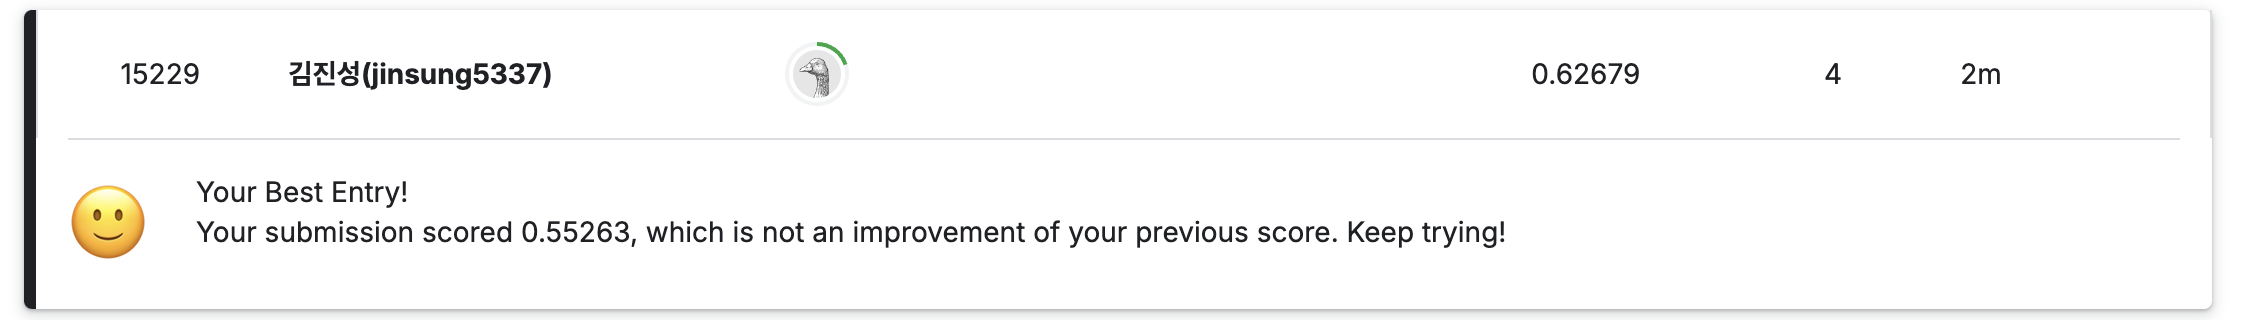 15229 김진성(jinsung5337) 0.62679 4 2m
Your Best Entry!
Your submission scored 0.55263, which is not an improvement of your previous score. Keep trying!